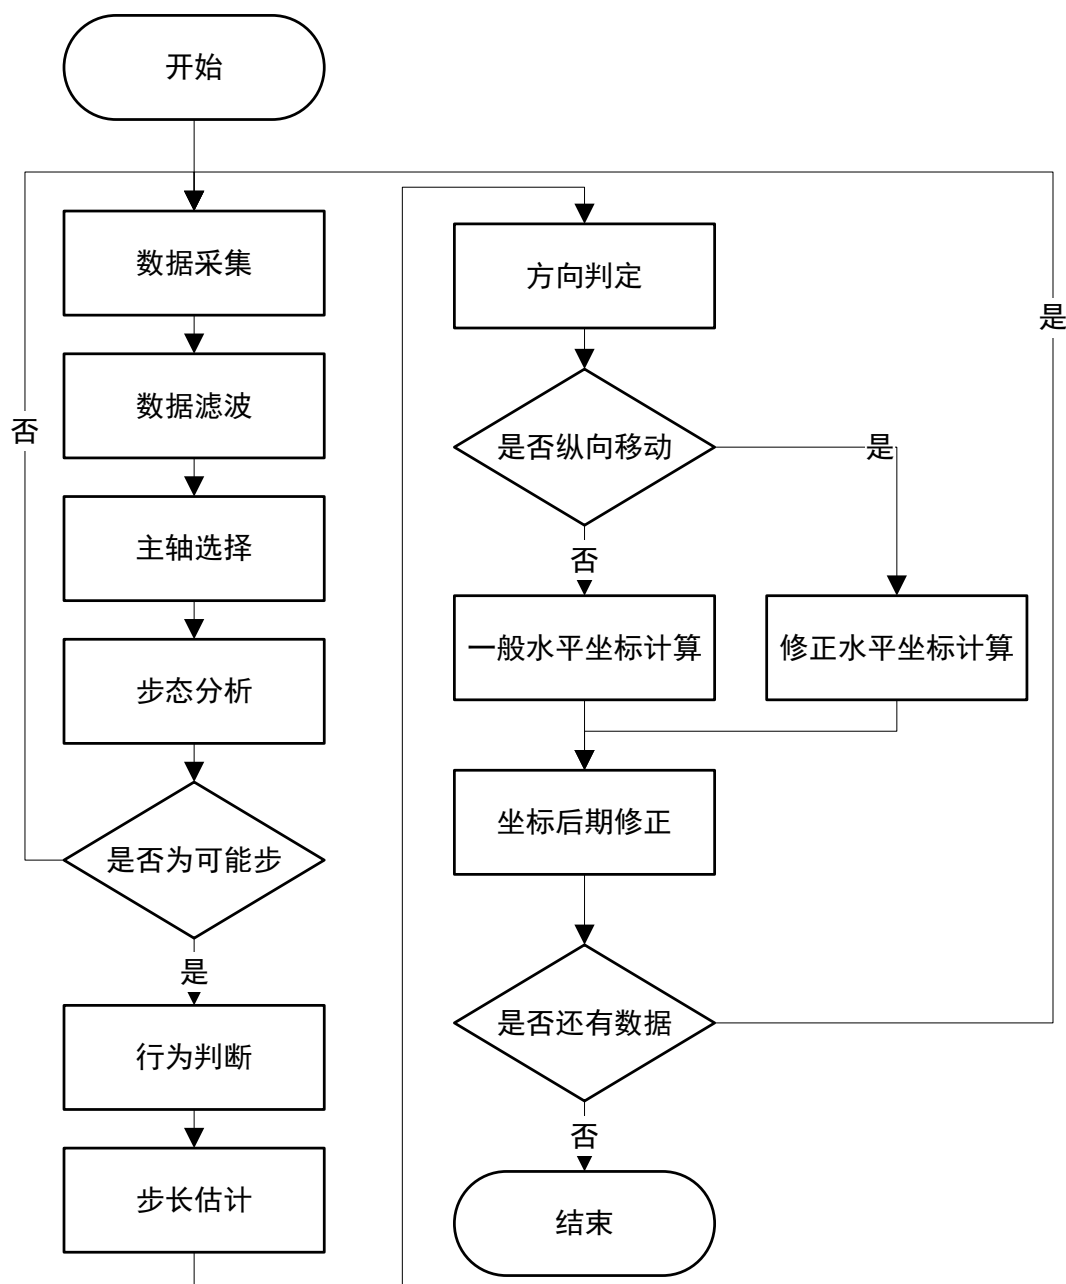 开始
数据采集
数据滤波
否
主轴选择
步态分析
是否为可能步
是
行为判断
步长估计
方向判定
是
是否纵向移动
是
否
一般水平坐标计算
修正水平坐标计算
坐标后期修正
是否还有数据
否
结束